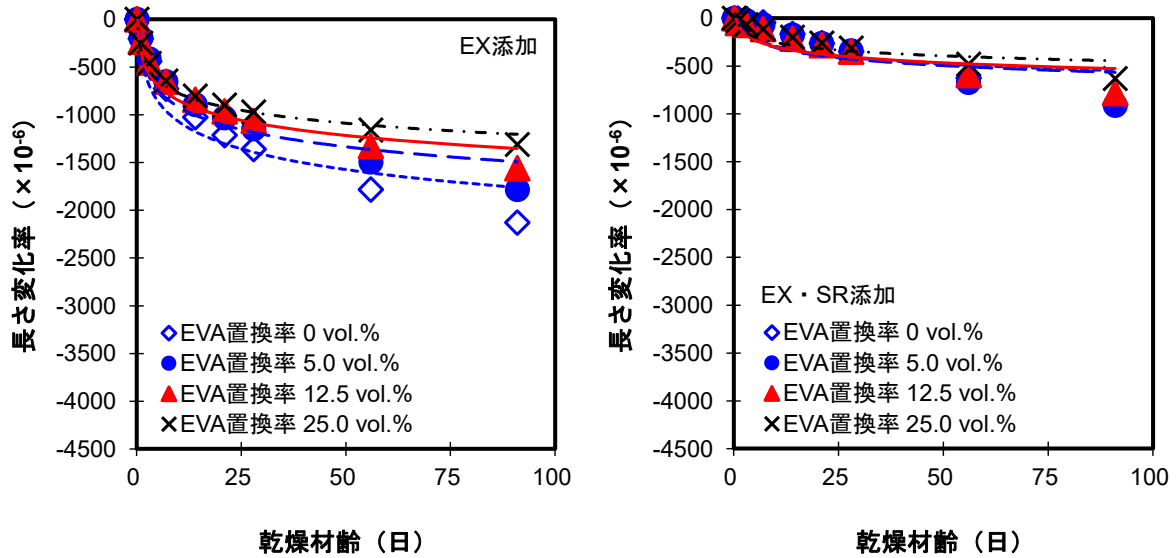 0
-500
-1000
-1500
-2000
-2500
-3000
-3500
-4000
-4500
長さ変化率（×10⁻⁶）
EX添加
EVA置換率 0 vol.%
EVA置換率 5.0 vol.%
EVA置換率 12.5 vol.%
EVA置換率 25.0 vol.%
0 25 50 75 100
乾燥材齢（日）
0
-500
-1000
-1500
-2000
-2500
-3000
-3500
-4000
-4500
長さ変化率（×10⁻⁶）
EX・SR添加
EVA置換率 0 vol.%
EVA置換率 5.0 vol.%
EVA置換率 12.5 vol.%
EVA置換率 25.0 vol.%
0 25 50 75 100
乾燥材齢（日）